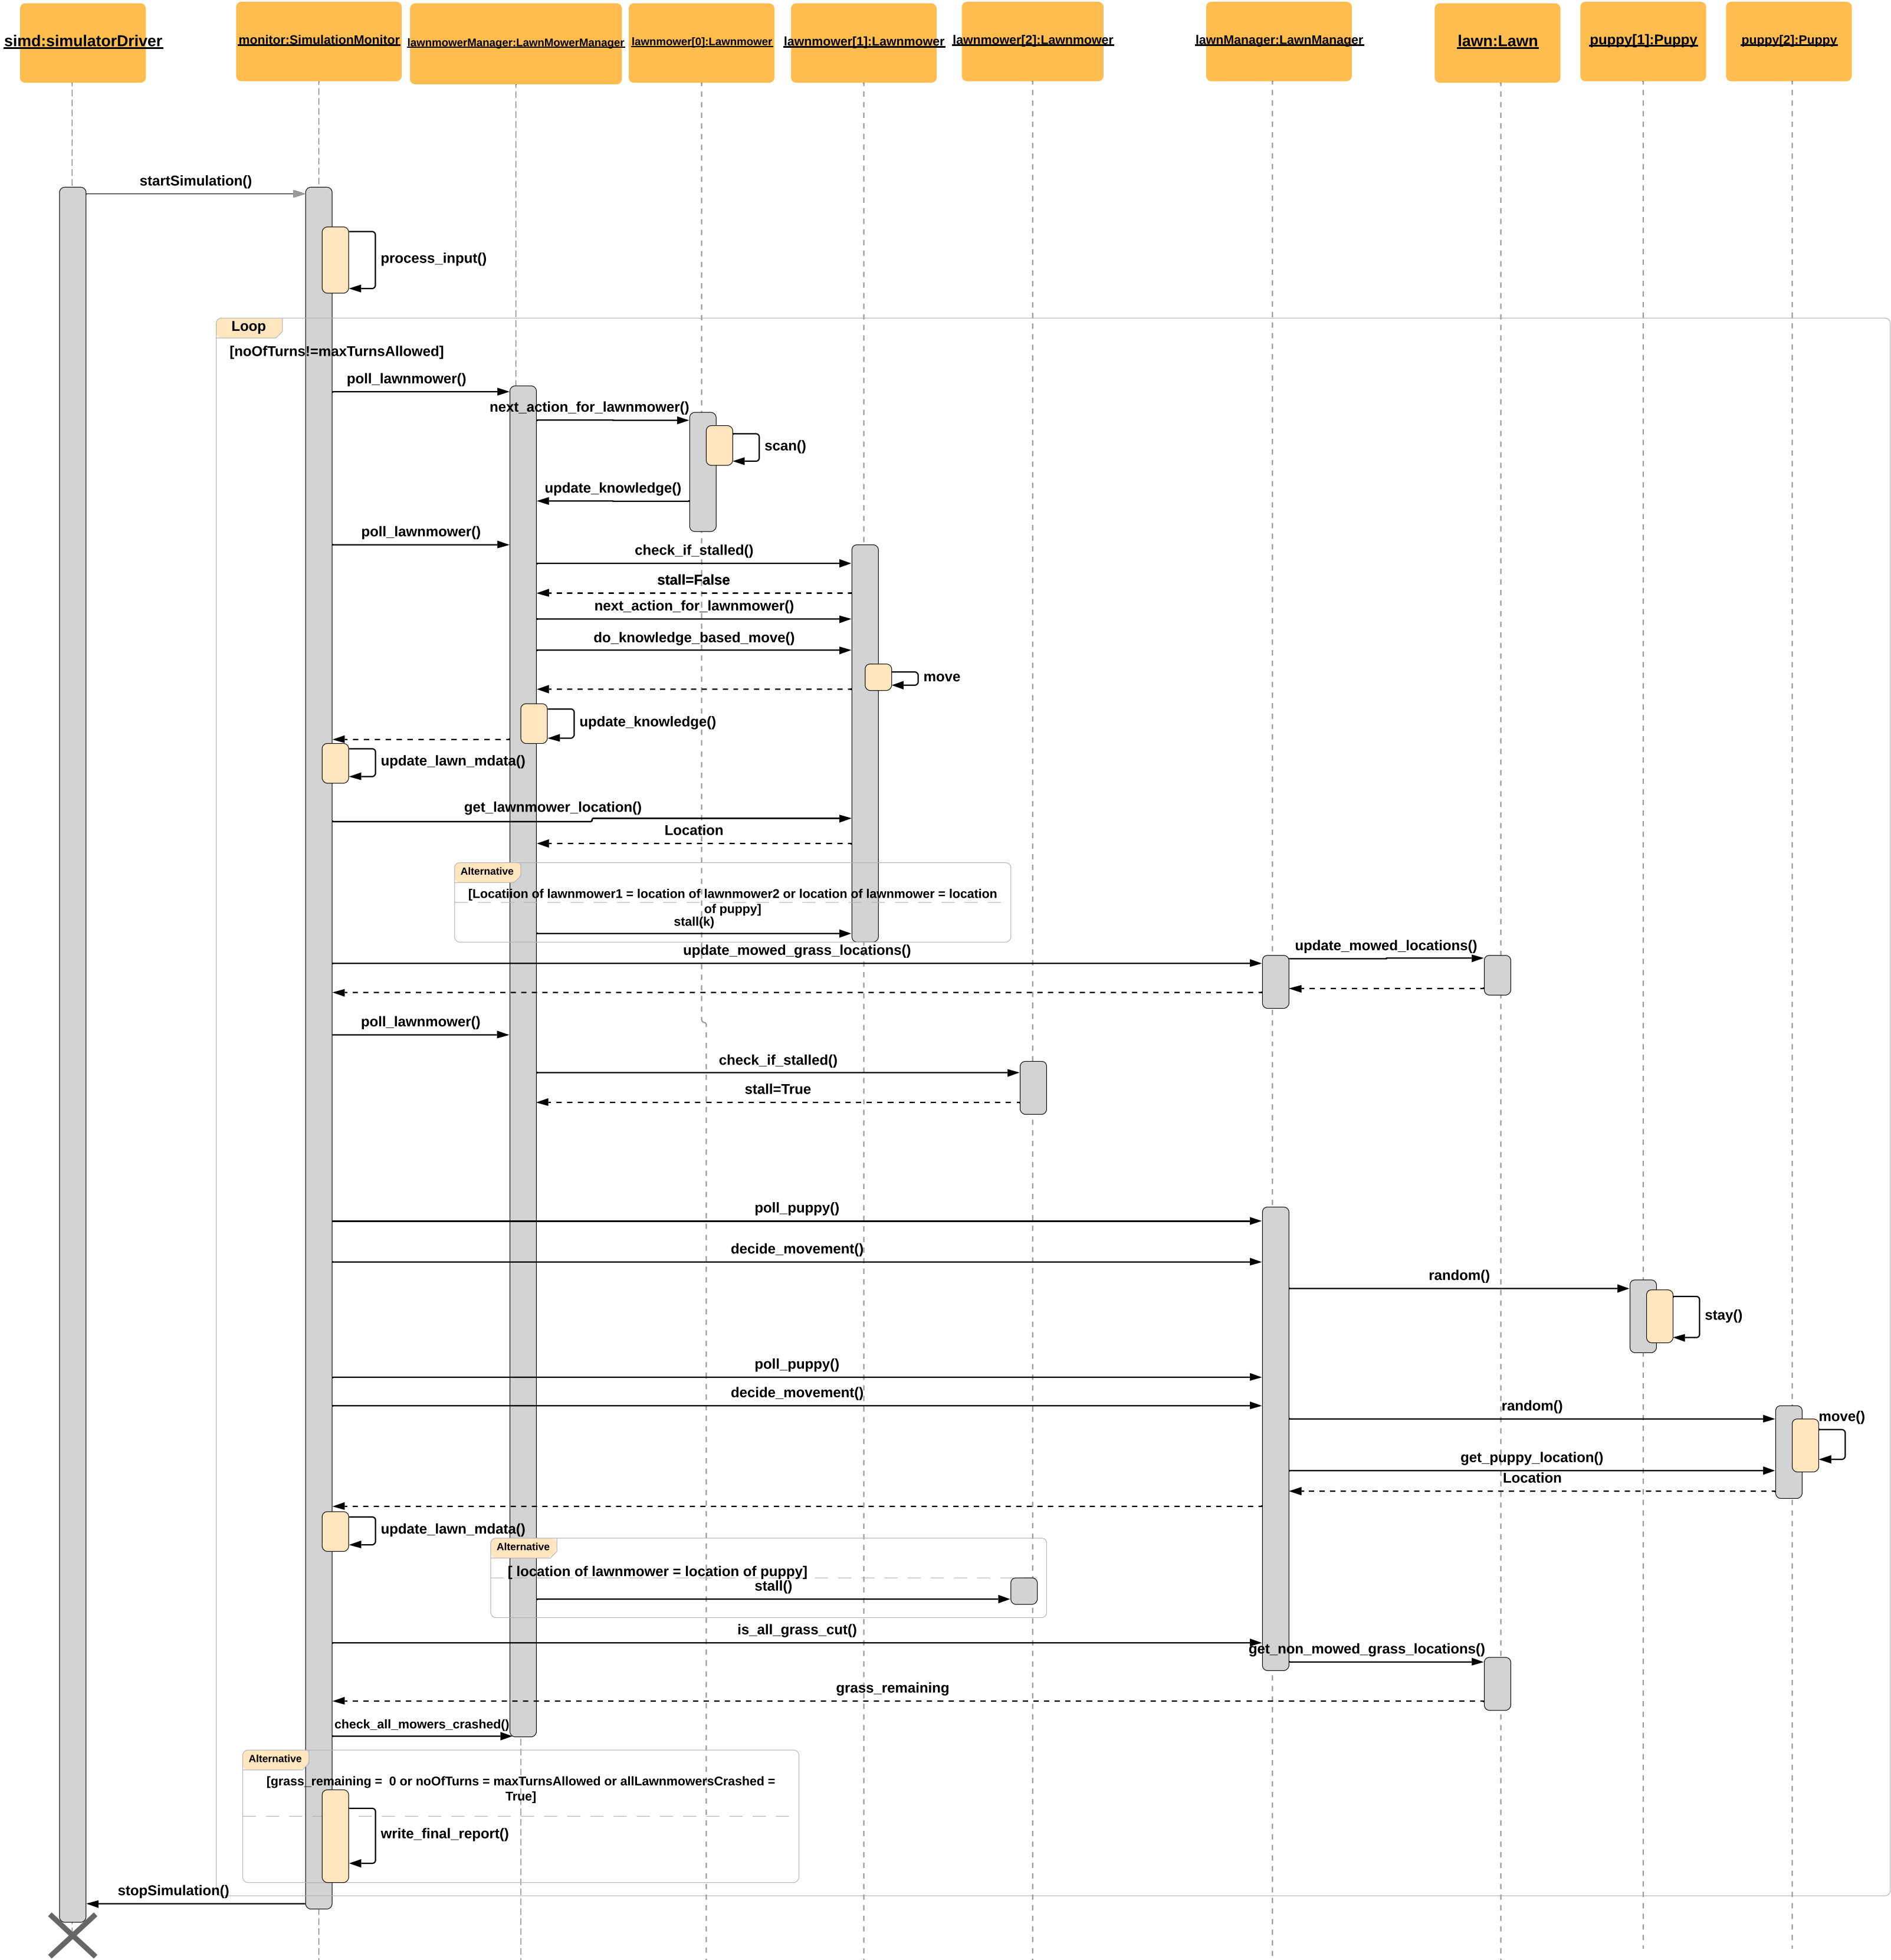 simd:simulatorDriver
monitor:SimulationMonitor
lawnmowerManager:LawnMowerManager
lawnmower[0]:Lawnmower
lawnmower[1]:Lawnmower
lawnmower[2]:Lawnmower
lawnManager:LawnManager
lawn:Lawn
puppy[1]:Puppy
puppy[2]:Puppy
startSimulation()
process_input()
Loop
[noOfTurns!=maxTurnsAllowed]
poll_lawnmower()
next_action_for_lawnmower()
scan()
update_knowledge()
poll_lawnmower()
check_if_stalled()
stall=False
next_action_for_lawnmower()
do_knowledge_based_move()
move
update_knowledge()
update_lawn_mdata()
get_lawnmower_location()
Location
Alternative
[Locatiion of lawnmower1 = location of lawnmower2 or location of lawnmower = location
of puppy]
stall(k)
update_mowed_grass_locations()
update_mowed_locations()
poll_lawnmower()
check_if_stalled()
stall=True
poll_puppy()
decide_movement()
random()
stay()
poll_puppy()
decide_movement()
random()
move()
get_puppy_location()
Location
update_lawn_mdata()
Alternative
[ location of lawnmower = location of puppy]
stall()
is_all_grass_cut()
get_non_mowed_grass_locations()
grass_remaining
check_all_mowers_crashed()
Alternative
[grass_remaining =  0 or noOfTurns = maxTurnsAllowed or allLawnmowersCrashed =
True]
write_final_report()
stopSimulation()